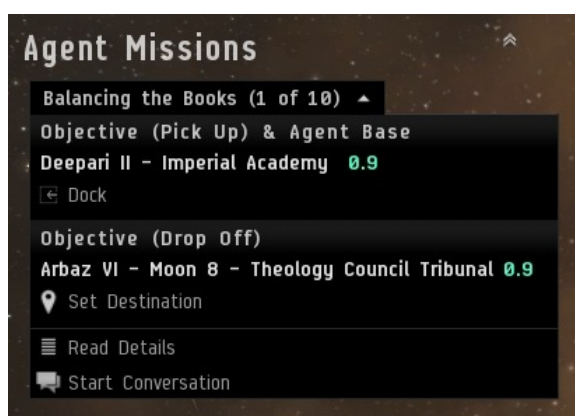 Agent Missions
Balancing the Books (1 of 10)
Objective (Pick Up) & Agent Base
Deepari II - Imperial Academy 0.9
Dock
Objective (Drop Off)
Arbaz VI - Moon 8 - Theology Council Tribunal 0.9
Set Destination
Read Details
Start Conversation